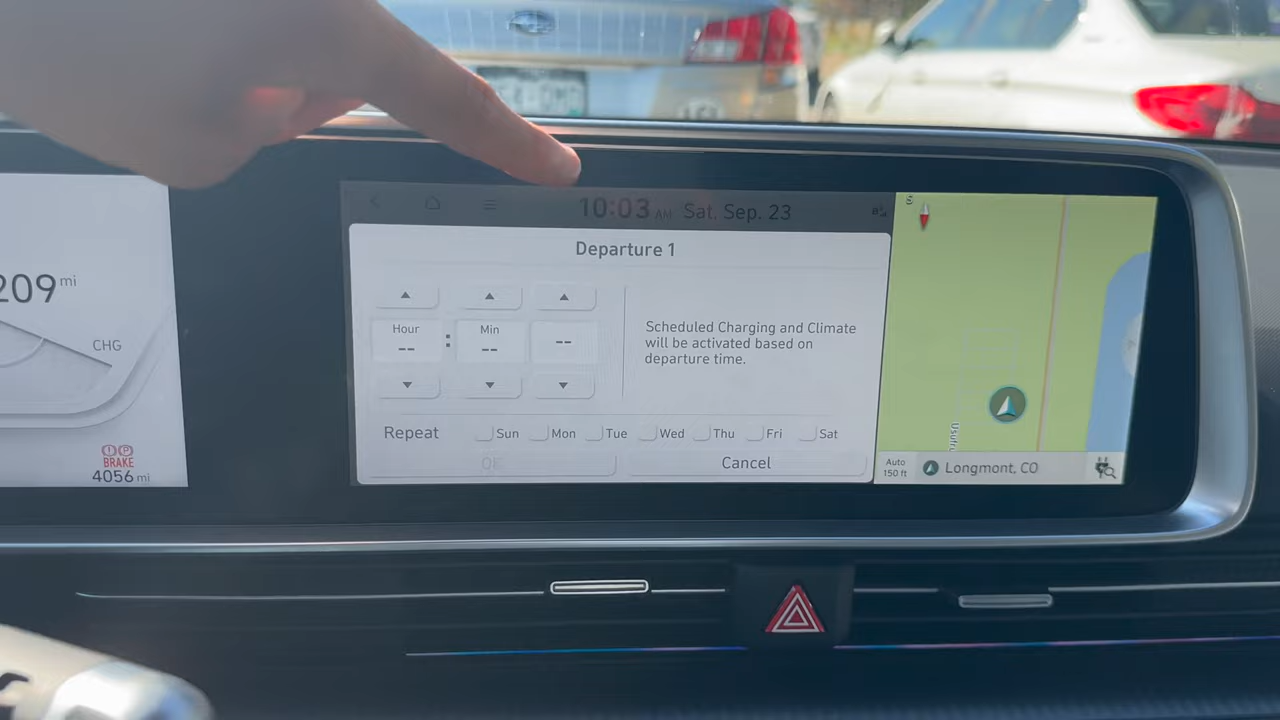 10:03 AM Sat. Sep. 23
Departure 1
209 mi
CHG
BRAKE
4056 mi
Hour
--
:
Min
--
--
Scheduled Charging and Climate
will be activated based on
departure time.
Repeat Sun Mon Tue Wed Thu Fri Sat
OK Cancel
S
Auto
150 ft
Longmont, CO